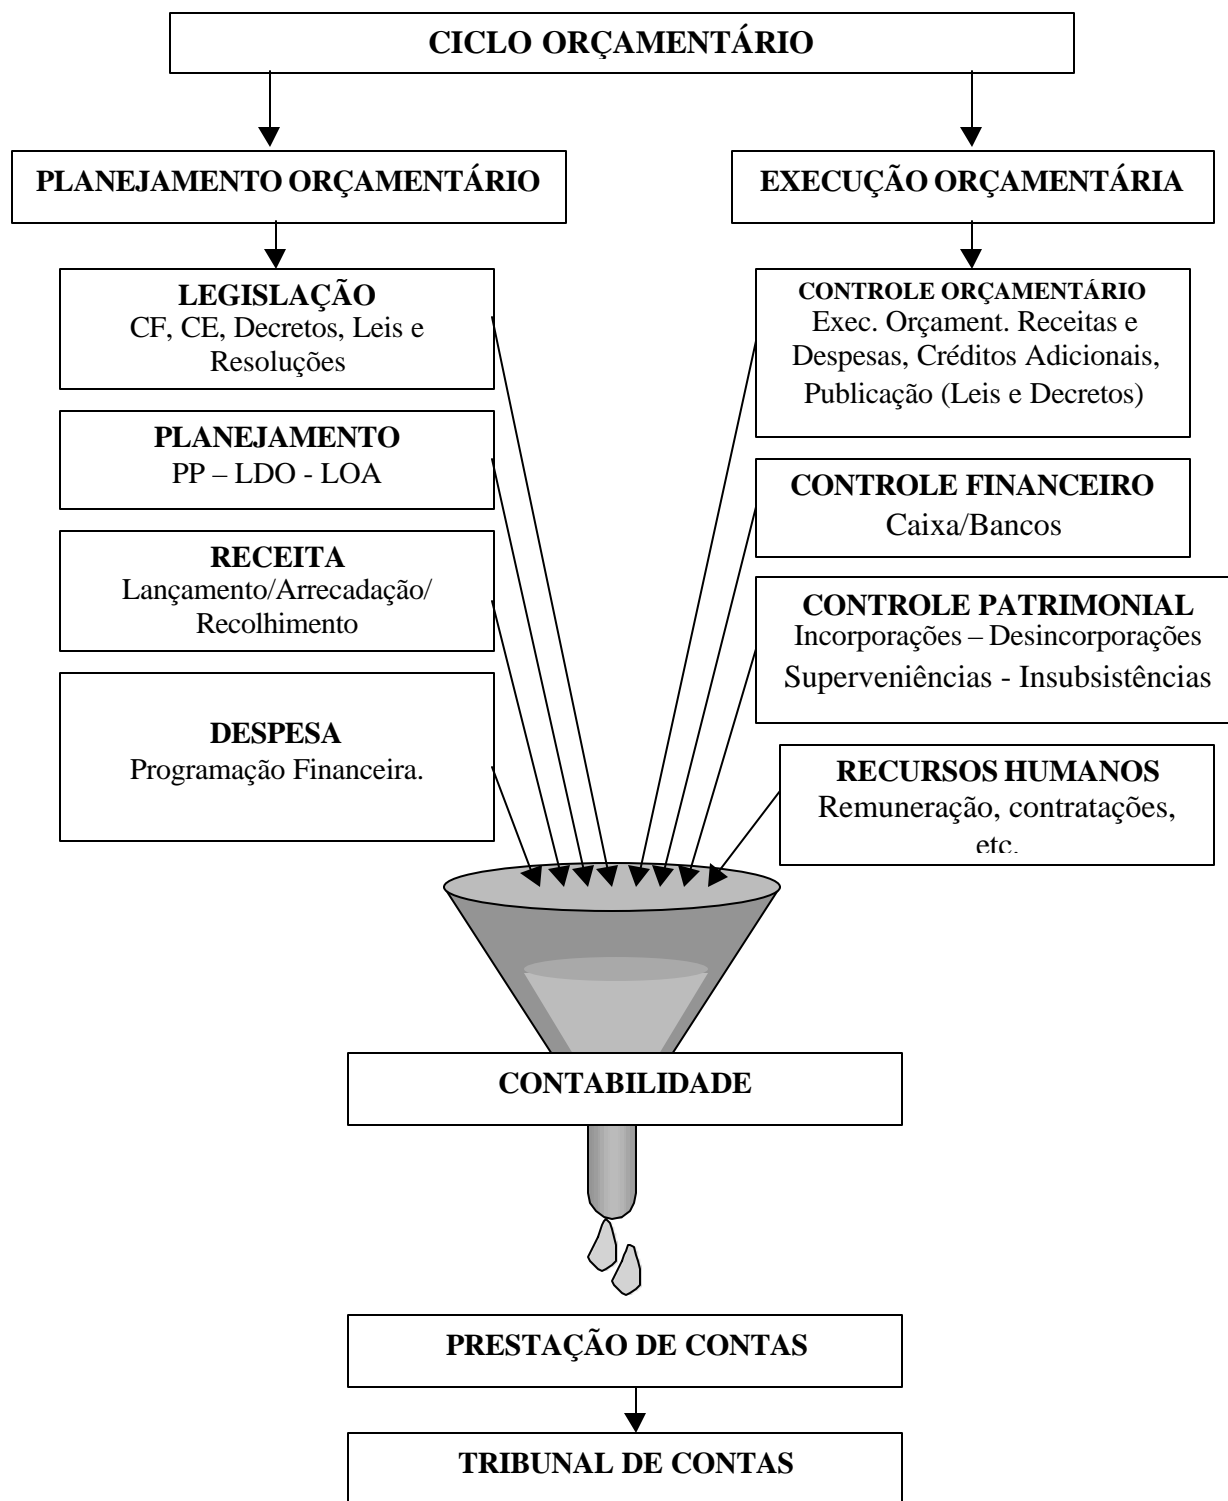 CICLO ORÇAMENTÁRIO
PLANEJAMENTO ORÇAMENTÁRIO
LEGISLAÇÃO
CF, CE, Decretos, Leis e
Resoluções
PLANEJAMENTO
PP – LDO - LOA
RECEITA
Lançamento/Arrecadação/
Recolhimento
DESPESA
Programação Financeira.
EXECUÇÃO ORÇAMENTÁRIA
CONTROLE ORÇAMENTÁRIO
Exec. Orçament. Receitas e
Despesas, Créditos Adicionais,
Publicação (Leis e Decretos)
CONTROLE FINANCEIRO
Caixa/Bancos
CONTROLE PATRIMONIAL
Incorporações – Desincorporações
Superveniências - Insubsistências
RECURSOS HUMANOS
Remuneração, contratações,
etc.
CONTABILIDADE
PRESTAÇÃO DE CONTAS
TRIBUNAL DE CONTAS